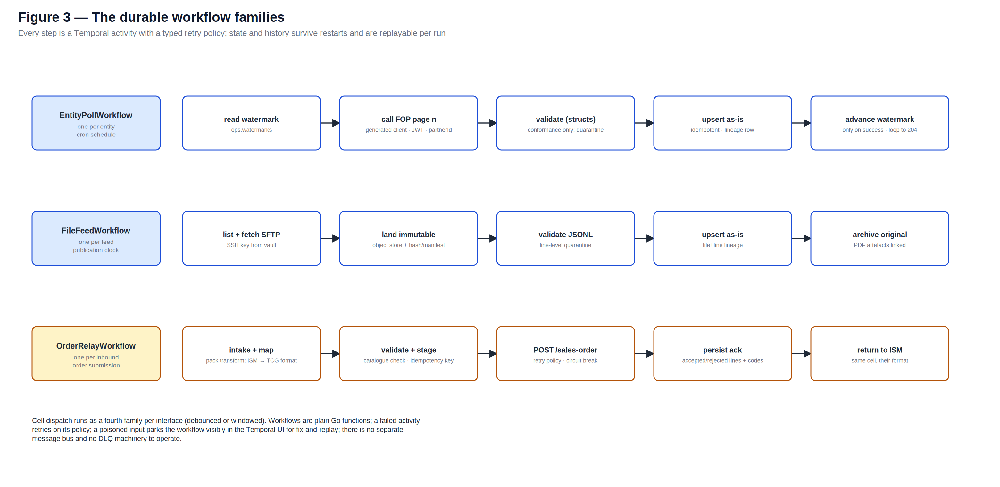 Figure 3 — The durable workflow families
Every step is a Temporal activity with a typed retry policy; state and history survive restarts and are replayable per run
EntityPollWorkflow
one per entity
cron schedule
read watermark
ops.watermarks
call FOP page n
generated client · JWT · partnerId
validate (structs)
conformance only; quarantine
upsert as-is
idempotent · lineage row
advance watermark
only on success · loop to 204
FileFeedWorkflow
one per feed
publication clock
list + fetch SFTP
SSH key from vault
land immutable
object store + hash/manifest
validate JSONL
line-level quarantine
upsert as-is
file+line lineage
archive original
PDF artefacts linked
OrderRelayWorkflow
one per inbound
order submission
intake + map
pack transform: ISM → TCG format
validate + stage
catalogue check · idempotency key
POST /sales-order
retry policy · circuit break
persist ack
accepted/rejected lines + codes
return to ISM
same cell, their format
Cell dispatch runs as a fourth family per interface (debounced or windowed). Workflows are plain Go functions; a failed activity
retries on its policy; a poisoned input parks the workflow visibly in the Temporal UI for fix-and-replay; there is no separate
message bus and no DLQ machinery to operate.